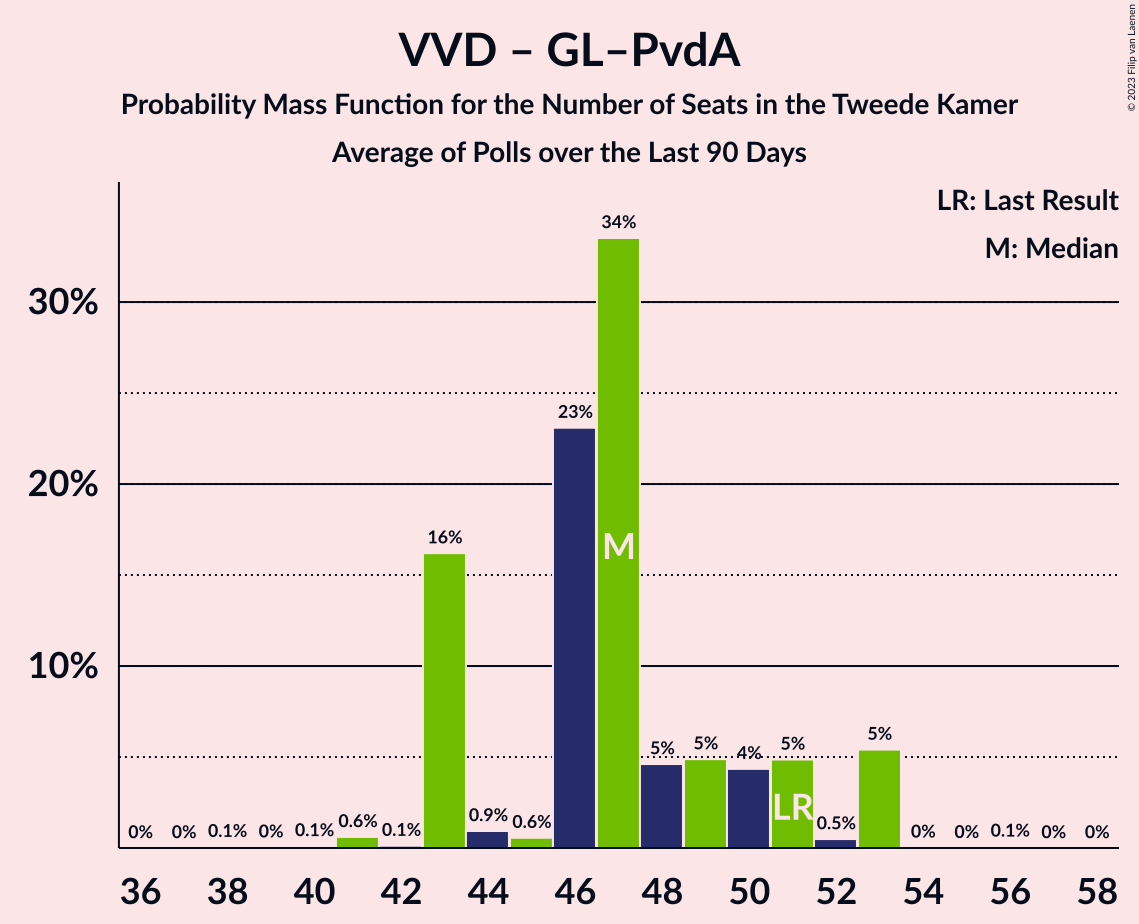 VVD – GL–PvdA
Probability Mass Function for the Number of Seats in the Tweede Kamer
Average of Polls over the Last 90 Days
© 2023 Filip van Laenen
LR: Last Result
M: Median
30%
20%
10%
0%
0%
0.1%
0%
0.1%
0.6%
0.1%
16%
0.9%
0.6%
23%
34%
5%
5%
4%
5%
0.5%
5%
0%
0%
0.1%
0%
0%
M
LR
36 38 40 42 44 46 48 50 52 54 56 58